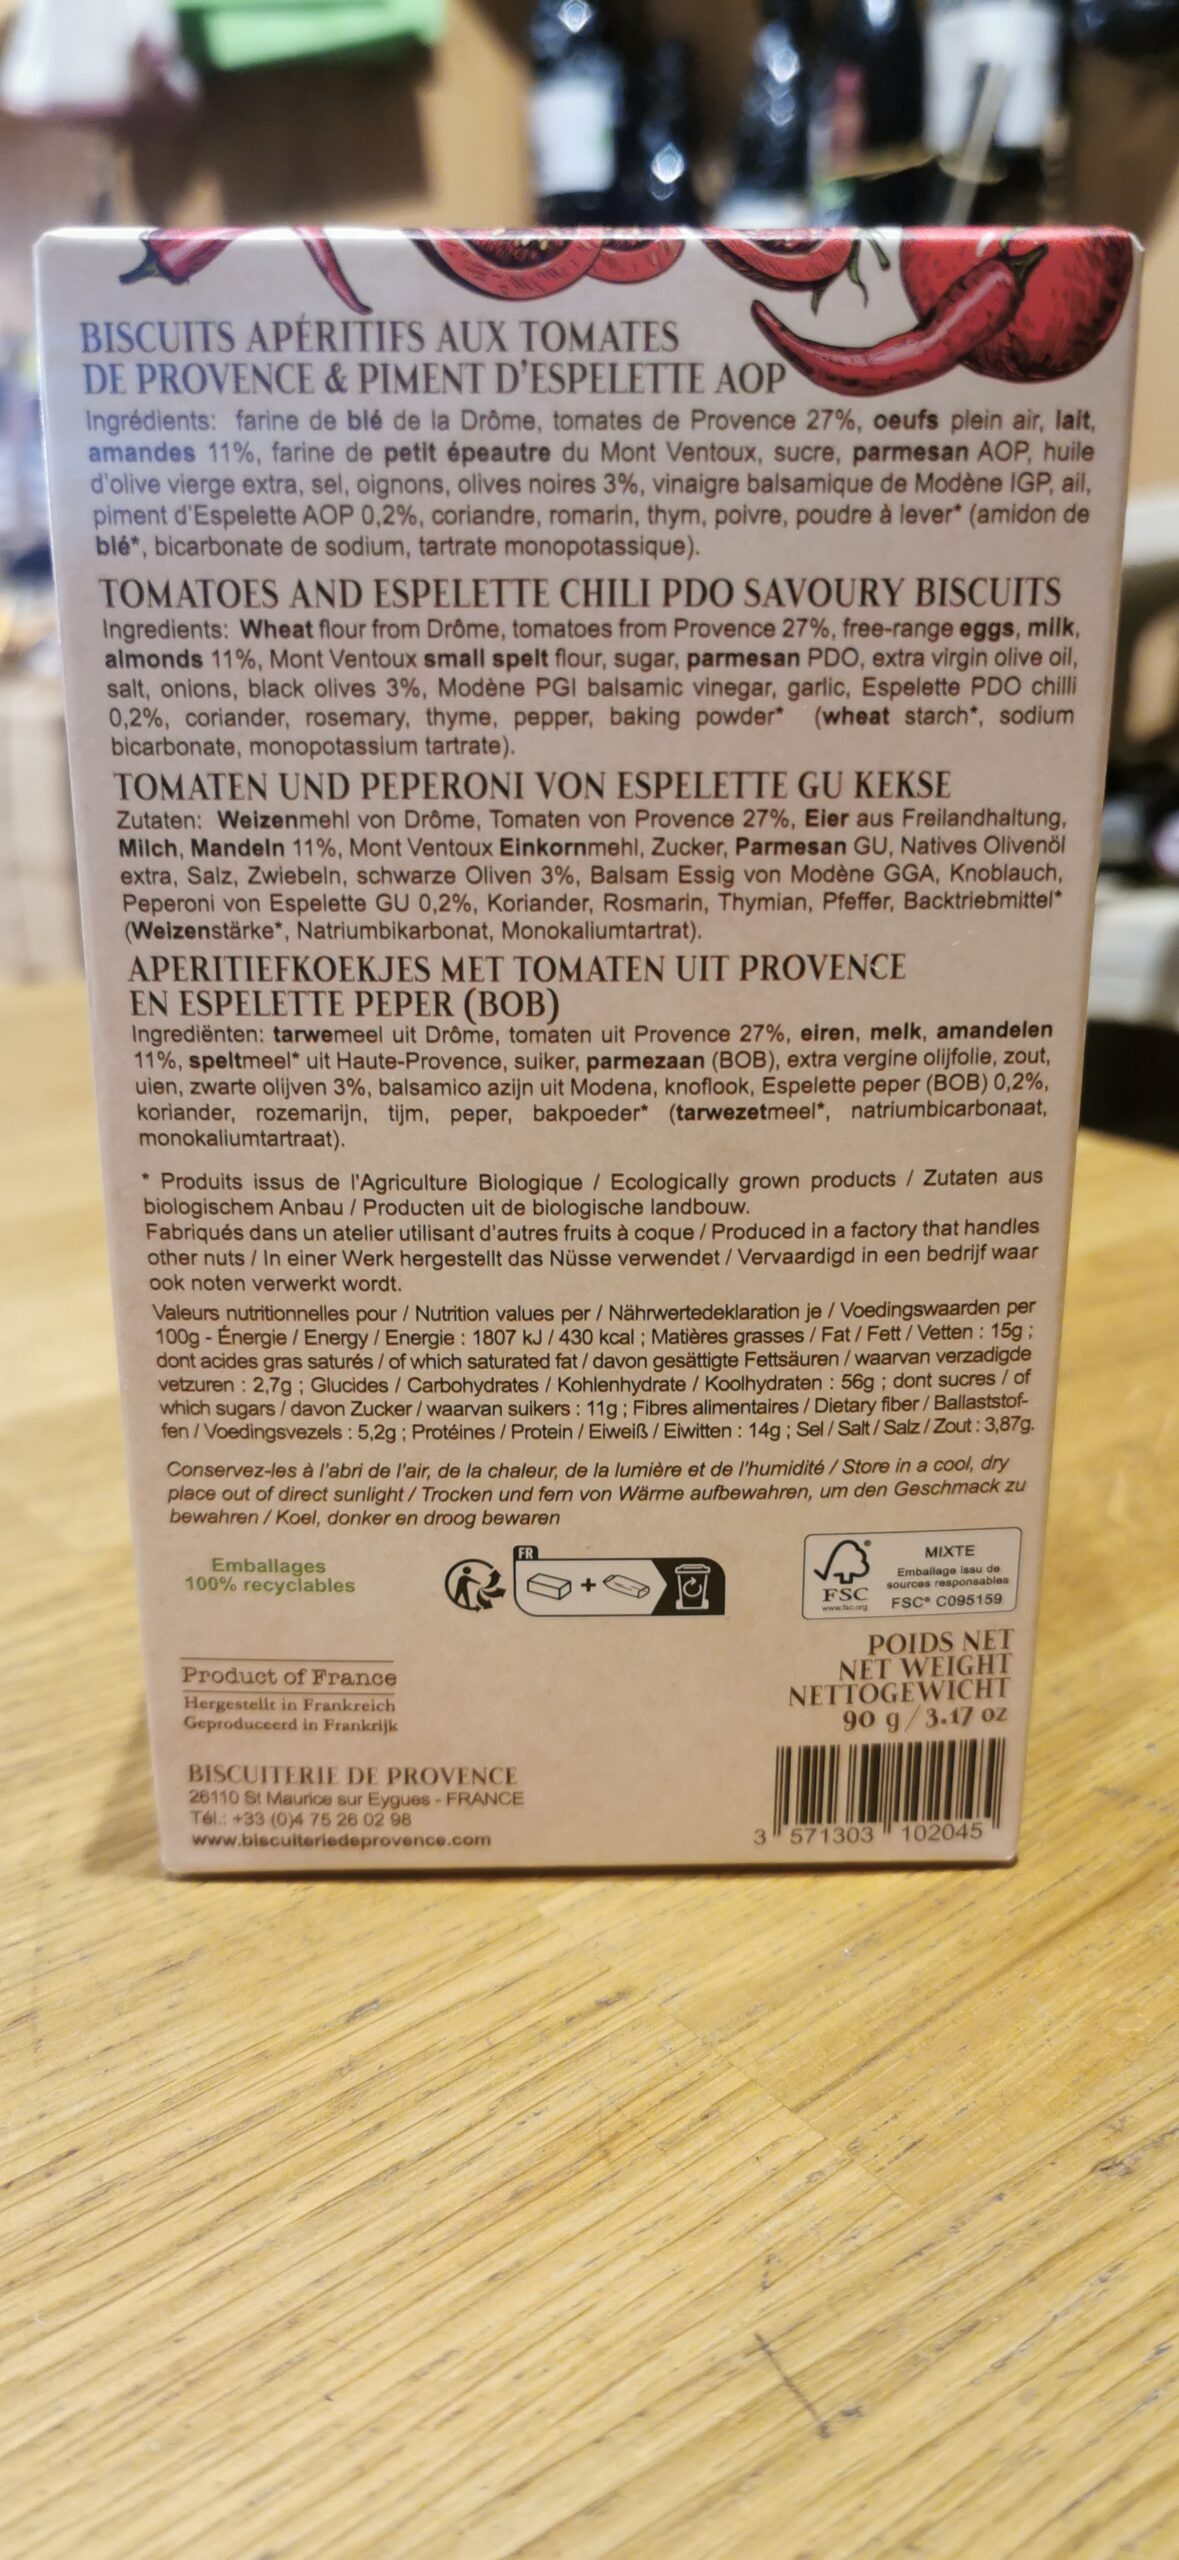 BISCUITS APÉRITIFS AUX TOMATES
DE PROVENCE & PIMENT D'ESPELETTE AOP
Ingrédients: farine de blé de la Drôme, tomates de Provence 27%, oeufs plein air, lait,
amandes 11%, farine de petit épeautre du Mont Ventoux, sucre, parmesan AOP, huile
d'olive vierge extra, sel, oignons, olives noires 3%, vinaigre balsamique de Modène IGP, ail,
piment d'Espelette AOP 0,2%, coriandre, romarin, thym, poivre, poudre à lever* (amidon de
blé*, bicarbonate de sodium, tartrate monopotassique).
TOMATOES AND ESPELETTE CHILI PDO SAVOURY BISCUITS
Ingredients: Wheat flour from Drôme, tomatoes from Provence 27%, free-range eggs, milk,
almonds 11%, Mont Ventoux small spelt flour, sugar, parmesan PDO, extra virgin olive oil,
salt, onions, black olives 3%, Modène PGI balsamic vinegar, garlic, Espelette PDO chilli
0,2%, coriander, rosemary, thyme, pepper, baking powder* (wheat starch*, sodium
bicarbonate, monopotassium tartrate).
TOMATEN UND PEPERONI VON ESPELETTE GU KEKSE
Zutaten: Weizenmehl von Drôme, Tomaten von Provence 27%, Eier aus Freilandhaltung,
Milch, Mandeln 11%, Mont Ventoux Einkornmehl, Zucker, Parmesan GU, Natives Olivenöl
extra, Salz, Zwiebeln, schwarze Oliven 3%, Balsam Essig von Modène GGA, Knoblauch,
Peperoni von Espelette GU 0,2%, Koriander, Rosmarin, Thymian, Pfeffer, Backtriebmittel*
(Weizenstärke*, Natriumbikarbonat, Monokaliumtartrat).
APERITIEFKOEKJES MET TOMATEN UIT PROVENCE
EN ESPELETTE PEPER (BOB)
Ingrediënten: tarwemeel uit Drôme, tomaten uit Provence 27%, eiren, melk, amandelen
11%, speltmeel* uit Haute-Provence, suiker, parmezaan (BOB), extra vergine olijfolie, zout,
uien, zwarte olijven 3%, balsamico azijn uit Modena, knoflook, Espelette peper (BOB) 0,2%,
koriander, rozemarijn, tijm, peper, bakpoeder* (tarwezetmeel*, natriumbicarbonaat,
monokaliumtartraat).
* Produits issus de l'Agriculture Biologique / Ecologically grown products / Zutaten aus
biologischem Anbau / Producten uit de biologische landbouw.
Fabriqués dans un atelier utilisant d'autres fruits à coque / Produced in a factory that handles
other nuts / In einer Werk hergestellt das Nüsse verwendet / Vervaardigd in een bedrijf waar
ook noten verwerkt wordt.
Valeurs nutritionnelles pour / Nutrition values per / Nährwertedeklaration je / Voedingswaarden per
100g - Énergie / Energy / Energie : 1807 kJ / 430 kcal ; Matières grasses / Fat / Fett / Vetten : 15g ;
dont acides gras saturés / of which saturated fat / davon gesättigte Fettsäuren / waarvan verzadigde
vetzuren : 2,7g ; Glucides / Carbohydrates / Kohlenhydrate / Koolhydraten : 56g ; dont sucres / of
which sugars / davon Zucker / waarvan suikers : 11g ; Fibres alimentaires / Dietary fiber / Ballaststof-
fen / Voedingsvezels : 5,2g ; Protéines / Protein / Eiweiß / Eiwitten : 14g ; Sel / Salt / Salz / Zout : 3,87g.
Conservez-les à l'abri de l'air, de la chaleur, de la lumière et de l'humidité / Store in a cool, dry
place out of direct sunlight / Trocken und fern von Wärme aufbewahren, um den Geschmack zu
bewahren / Koel, donker en droog bewaren
Emballages
100% recyclables
FR
+
FSC
www.fsc.org
MIXTE
Emballage issu de
sources responsables
FSC® C095159
POIDS NET
NET WEIGHT
NETTOGEWICHT
90 g / 3.17 oz
Product of France
Hergestellt in Frankreich
Geproduceerd in Frankrijk
BISCUITERIE DE PROVENCE
26110 St Maurice sur Eygues - FRANCE
Tél.: +33 (0)4 75 26 02 98
www.biscuiteriedeprovence.com
3 571303 102045